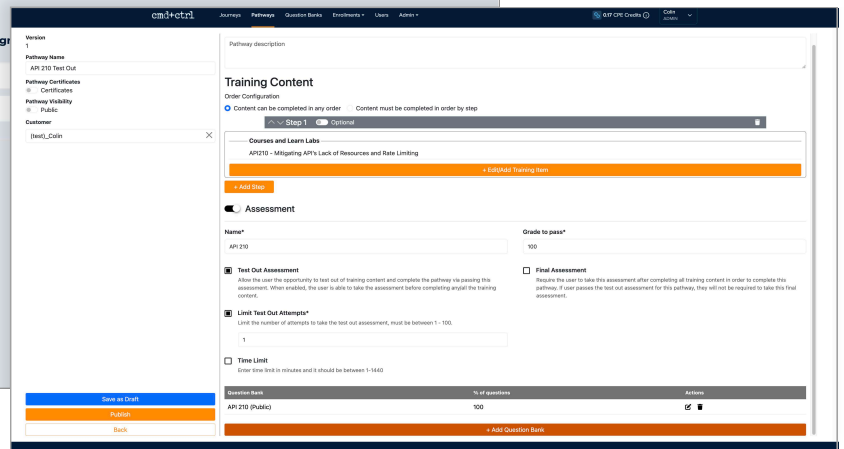 cmd+ctrl
Journeys Pathways Question Banks Enrollments Users Admin
0.17 CPE Credits
Colin
ADMIN
Version
1
Pathway Name
API 210 Test Out
Pathway Certificates
Certificates
Pathway Visibility
Public
Customer
(test)_Colin
Save as Draft
Publish
Back
Pathway description
Training Content
Order Configuration
Content can be completed in any order Content must be completed in order by step
Step 1 Optional
Courses and Learn Labs
API210 - Mitigating API's Lack of Resources and Rate Limiting
+ Edit/Add Training Item
+ Add Step
Assessment
Name* Grade to pass*
API 210 100
Test Out Assessment
Allow the user the opportunity to test out of training content and complete the pathway via passing this
assessment. When enabled, the user is able to take the assessment before completing any/all the training
content.
Final Assessment
Require the user to take this assessment after completing all training content in order to complete this
pathway. If user passes the test out assessment for this pathway, they will not be required to take this final
assessment.
Limit Test Out Attempts*
Limit the number of attempts to take the test out assessment, must be between 1 - 100.
1
Time Limit
Enter time limit in minutes and it should be between 1-1440
Question Bank % of questions Actions
API 210 (Public) 100
+ Add Question Bank